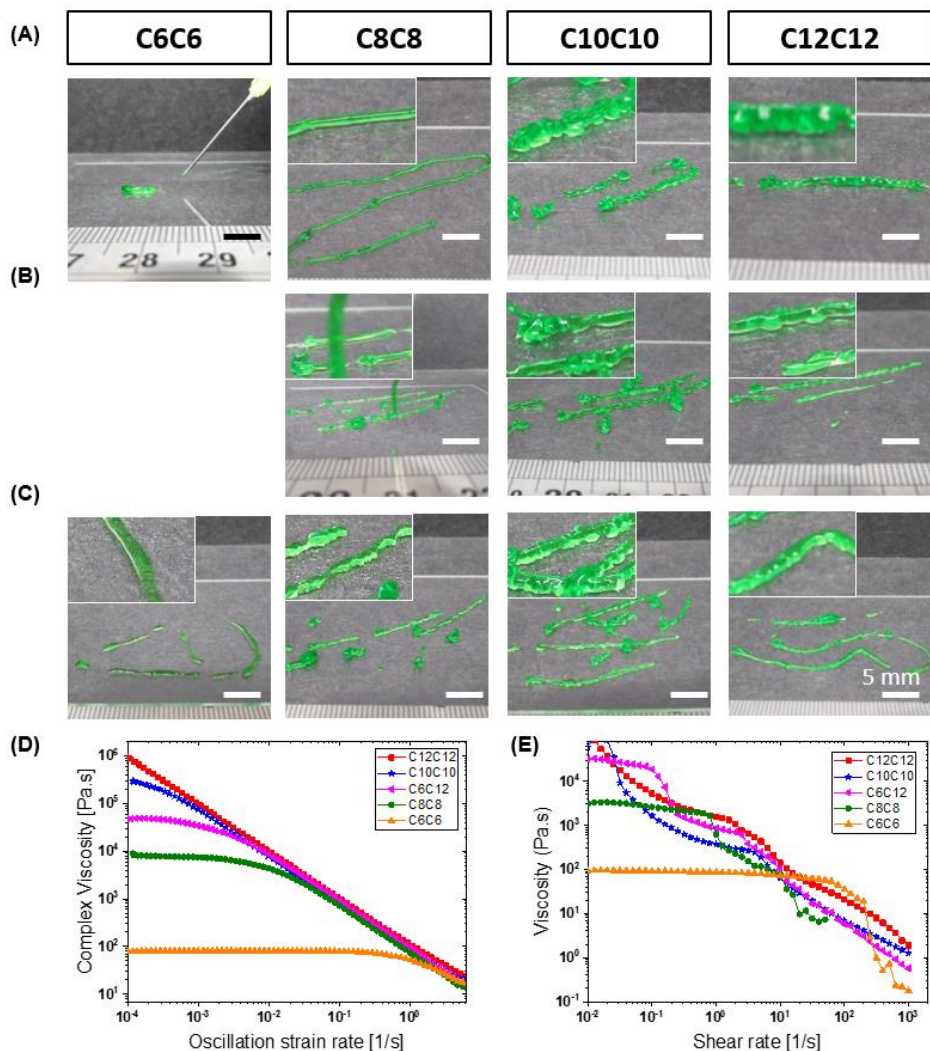 (A)
C6C6
C8C8
C10C10
C12C12
28 29
(B)
(C)
5 mm
(D)
Complex Viscosity [Pa.s]
10⁶
10⁵
10⁴
10³
10²
10¹
C12C12
C10C10
C6C12
C8C8
C6C6
10⁻⁴ 10⁻³ 10⁻² 10⁻¹ 10⁰
Oscillation strain rate [1/s]
(E)
Viscosity (Pa.s)
10⁴
10³
10²
10¹
10⁰
10⁻¹
C12C12
C10C10
C6C12
C8C8
C6C6
10⁻² 10⁻¹ 10⁰ 10¹ 10² 10³
Shear rate [1/s]